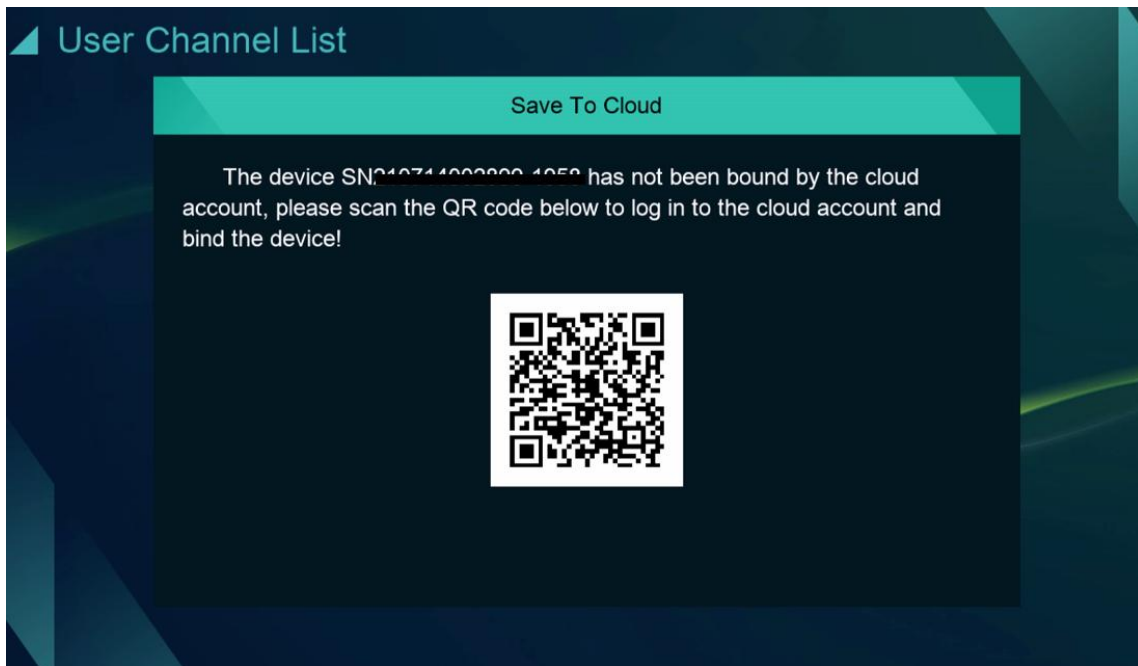 User Channel List
Save To Cloud
The device SN has not been bound by the cloud
account, please scan the QR code below to log in to the cloud account and
bind the device!